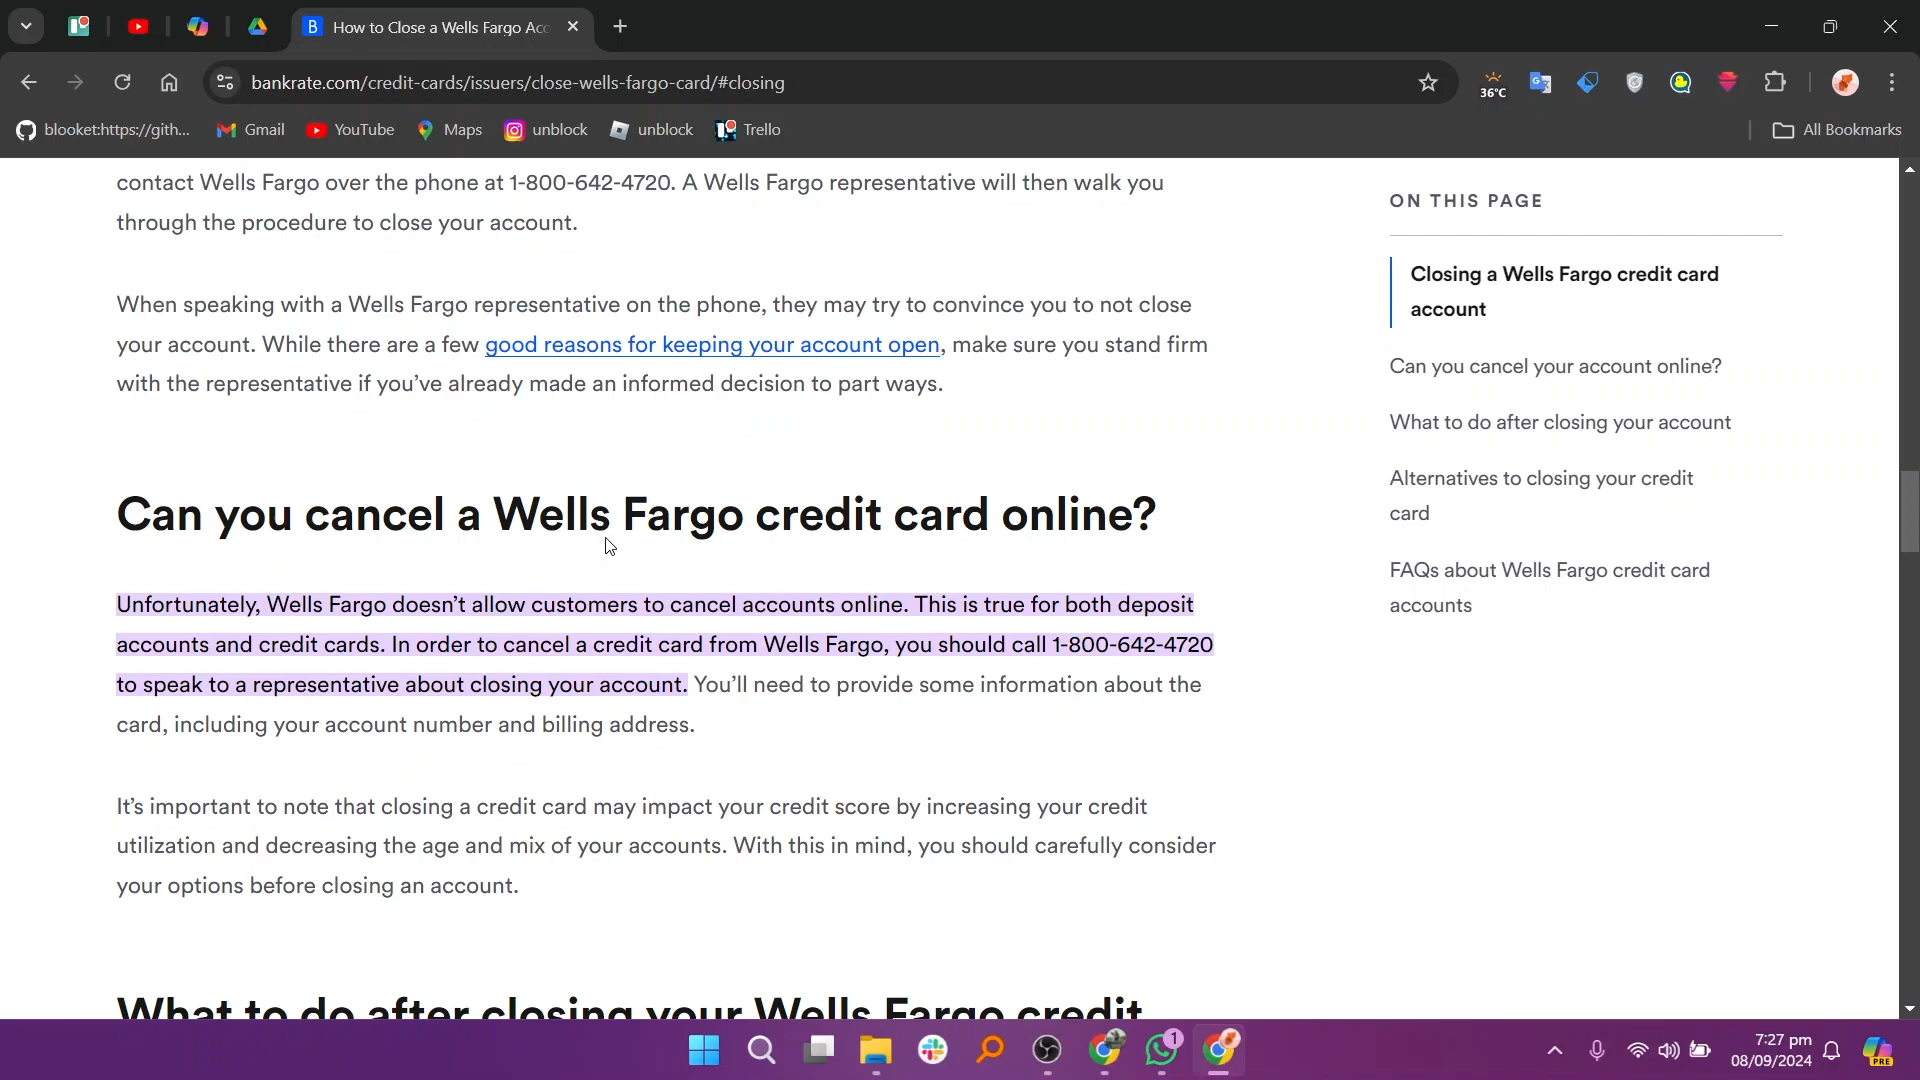 How to Close a Wells Fargo Acc
bankrate.com/credit-cards/issuers/close-wells-fargo-card/#closing
36°C
blooket:https://gith...
Gmail
YouTube
Maps
unblock
unblock
Trello
All Bookmarks
contact Wells Fargo over the phone at 1-800-642-4720. A Wells Fargo representative will then walk you
through the procedure to close your account.
When speaking with a Wells Fargo representative on the phone, they may try to convince you to not close
your account. While there are a few good reasons for keeping your account open, make sure you stand firm
with the representative if you’ve already made an informed decision to part ways.
Can you cancel a Wells Fargo credit card online?
Unfortunately, Wells Fargo doesn’t allow customers to cancel accounts online. This is true for both deposit
accounts and credit cards. In order to cancel a credit card from Wells Fargo, you should call 1-800-642-4720
to speak to a representative about closing your account. You’ll need to provide some information about the
card, including your account number and billing address.
It’s important to note that closing a credit card may impact your credit score by increasing your credit
utilization and decreasing the age and mix of your accounts. With this in mind, you should carefully consider
your options before closing an account.
What to do after closing your Wells Fargo credit
ON THIS PAGE
Closing a Wells Fargo credit card
account
Can you cancel your account online?
What to do after closing your account
Alternatives to closing your credit
card
FAQs about Wells Fargo credit card
accounts
1
7:27 pm
08/09/2024
PRE